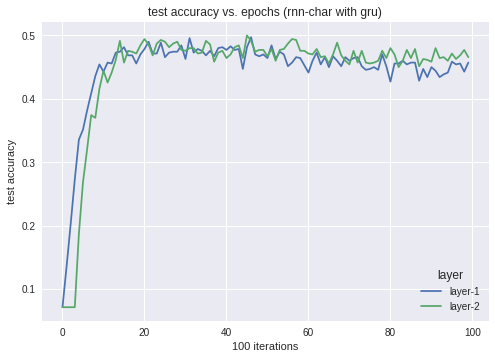 test accuracy vs. epochs (rnn-char with gru)
0.5
0.4
0.3
0.2
0.1
test accuracy
0
20
40
60
80
100
100 iterations
layer
layer-1
layer-2